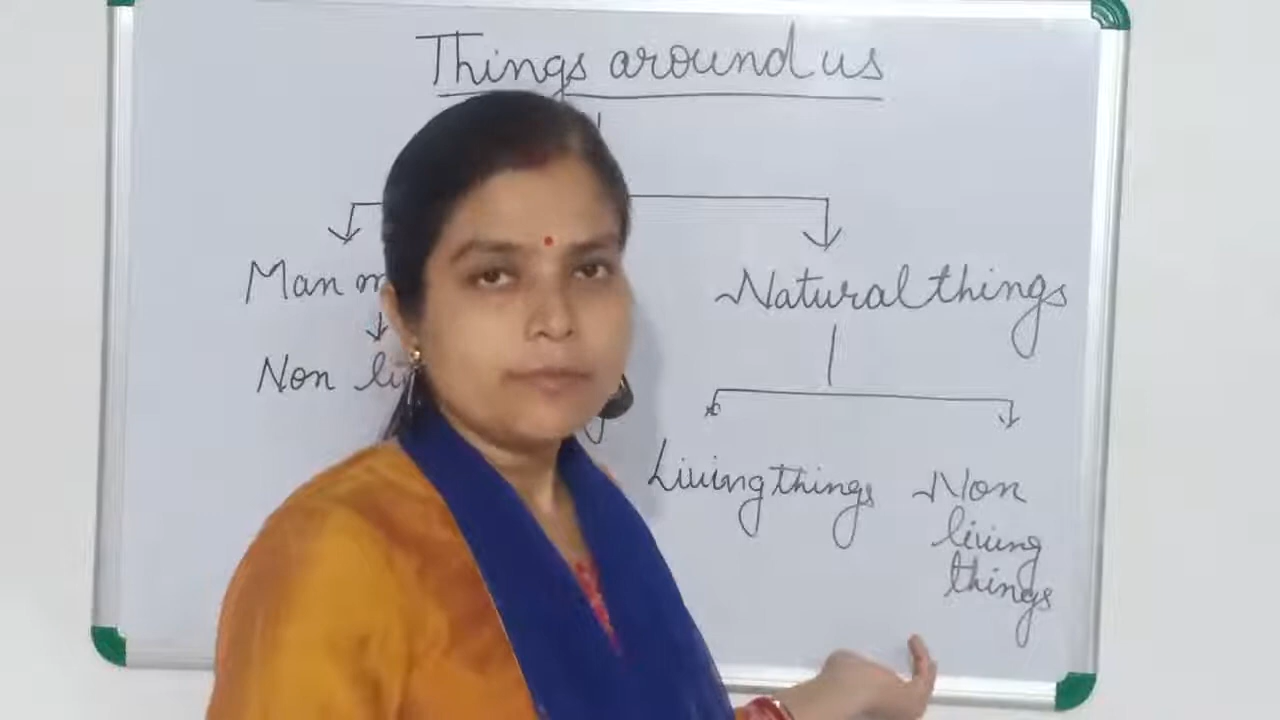 Things around us
Man
Natural things
Non
Living things
Non
living
things